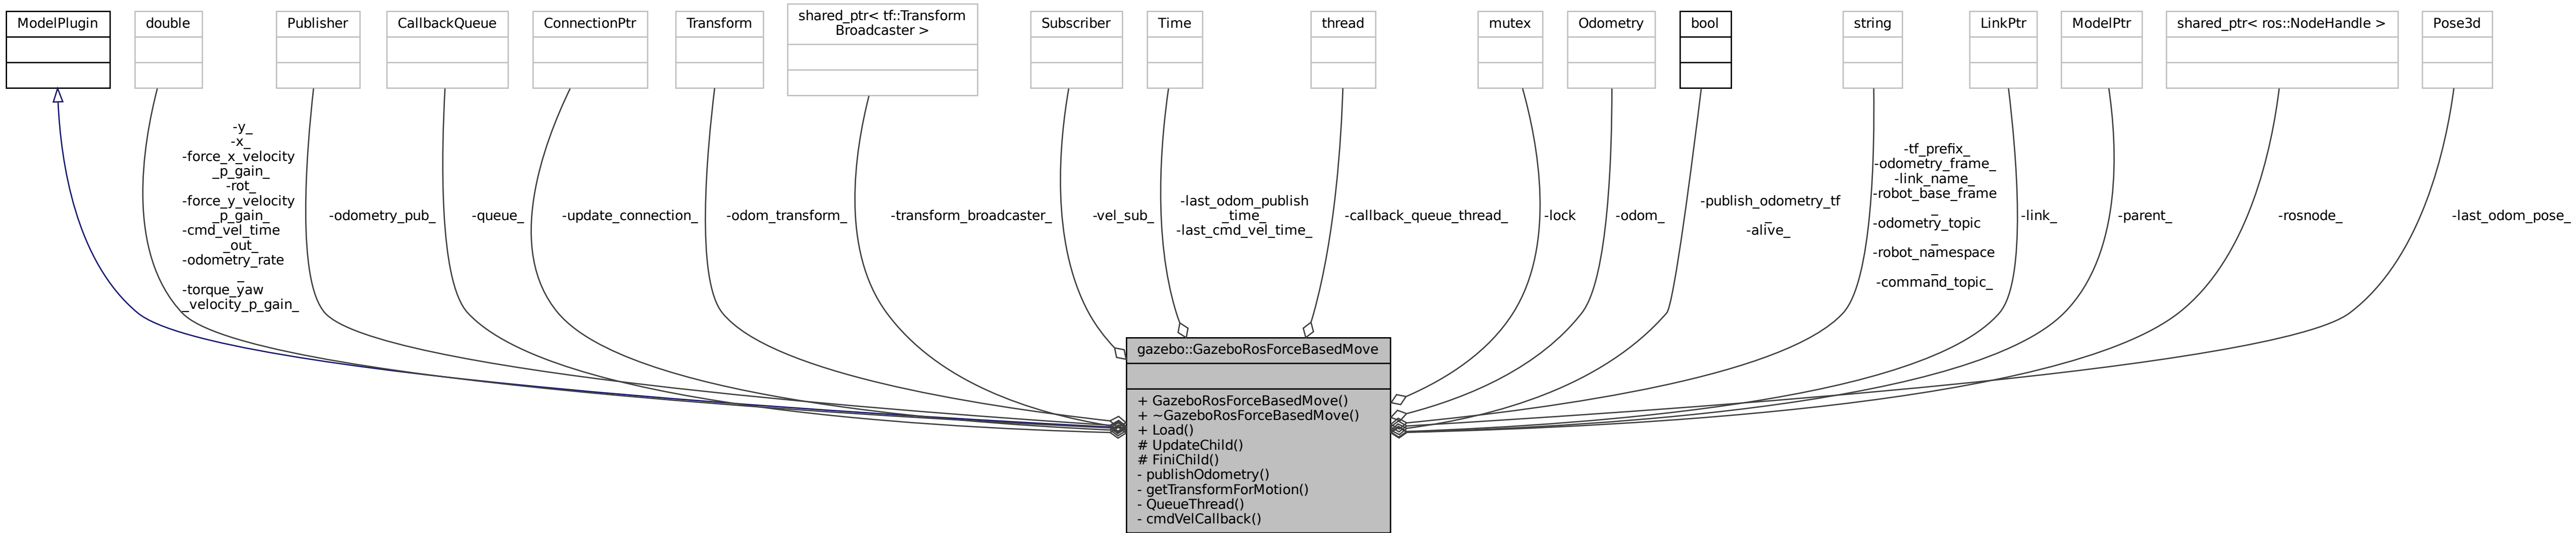 ModelPlugin
double
Publisher
CallbackQueue
ConnectionPtr
Transform
shared_ptr< tf::Transform
Broadcaster >
Subscriber
Time
thread
mutex
Odometry
bool
string
LinkPtr
ModelPtr
shared_ptr< ros::NodeHandle >
Pose3d
-y_
-x_
-force_x_velocity
_p_gain_
-rot_
-force_y_velocity
_p_gain_
-cmd_vel_time
_out_
-odometry_rate
_
-torque_yaw
_velocity_p_gain_
-odometry_pub_
-queue_
-update_connection_
-odom_transform_
-transform_broadcaster_
-vel_sub_
-last_odom_publish
_time_
-last_cmd_vel_time_
-callback_queue_thread_
-lock
-odom_
-publish_odometry_tf
_
-alive_
-tf_prefix_
-odometry_frame_
-link_name_
-robot_base_frame
_
-odometry_topic
_
-robot_namespace
_
-command_topic_
-link_
-parent_
-rosnode_
-last_odom_pose_
gazebo::GazeboRosForceBasedMove
+ GazeboRosForceBasedMove()
+ ~GazeboRosForceBasedMove()
+ Load()
# UpdateChild()
# FiniChild()
- publishOdometry()
- getTransformForMotion()
- QueueThread()
- cmdVelCallback()